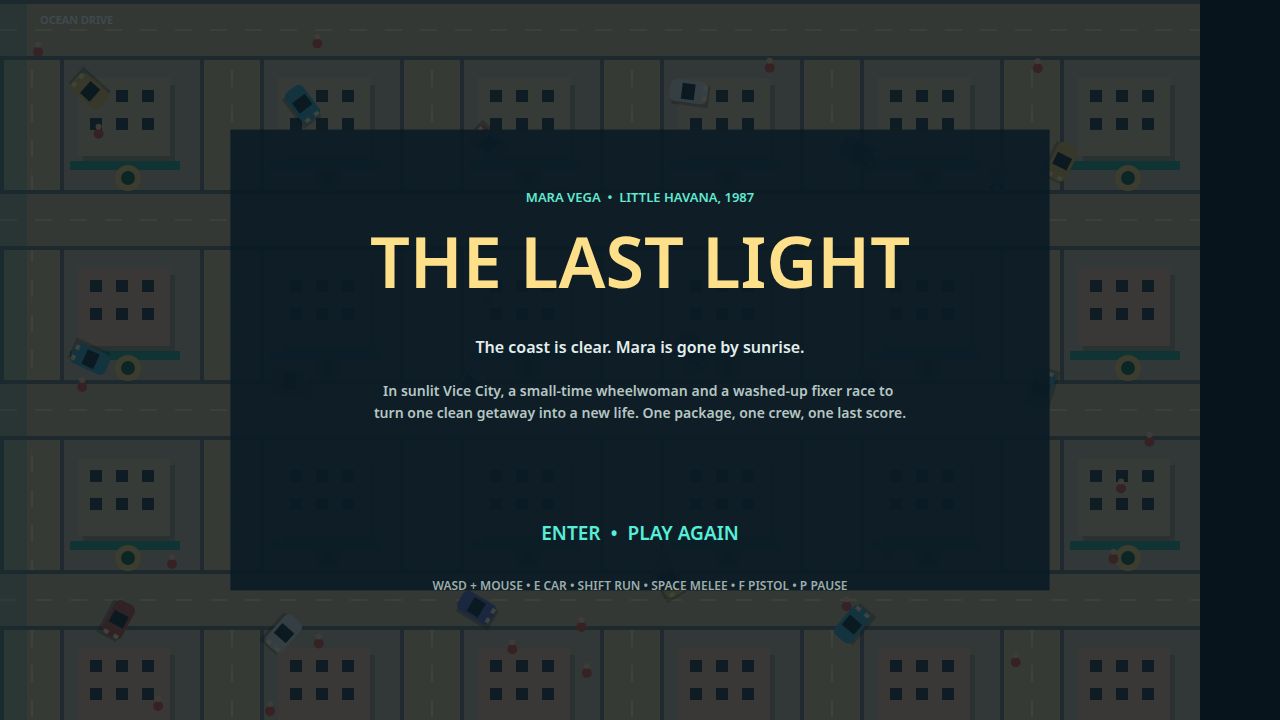 OCEAN DRIVE
MARA VEGA • LITTLE HAVANA, 1987
THE LAST LIGHT
The coast is clear. Mara is gone by sunrise.
In sunlit Vice City, a small-time wheelwoman and a washed-up fixer race to
turn one clean getaway into a new life. One package, one crew, one last score.
ENTER • PLAY AGAIN
WASD + MOUSE • E CAR • SHIFT RUN • SPACE MELEE • F PISTOL • P PAUSE